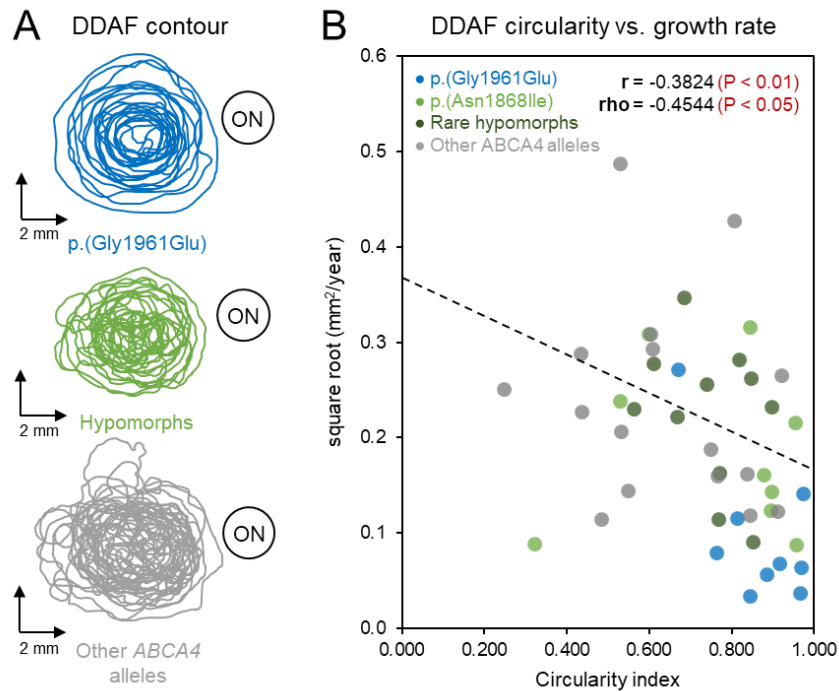 A
DDAF contour
ON
2 mm
p.(Gly1961Glu)
ON
2 mm
Hypomorphs
ON
2 mm
Other ABCA4
alleles
B
DDAF circularity vs. growth rate
p.(Gly1961Glu)
p.(Asn1868Ile)
Rare hypomorphs
Other ABCA4 alleles
r = -0.3824 (P < 0.01)
rho = -0.4544 (P < 0.05)
square root (mm²/year)
0.6
0.5
0.4
0.3
0.2
0.1
0.0
0.000 0.200 0.400 0.600 0.800 1.000
Circularity index